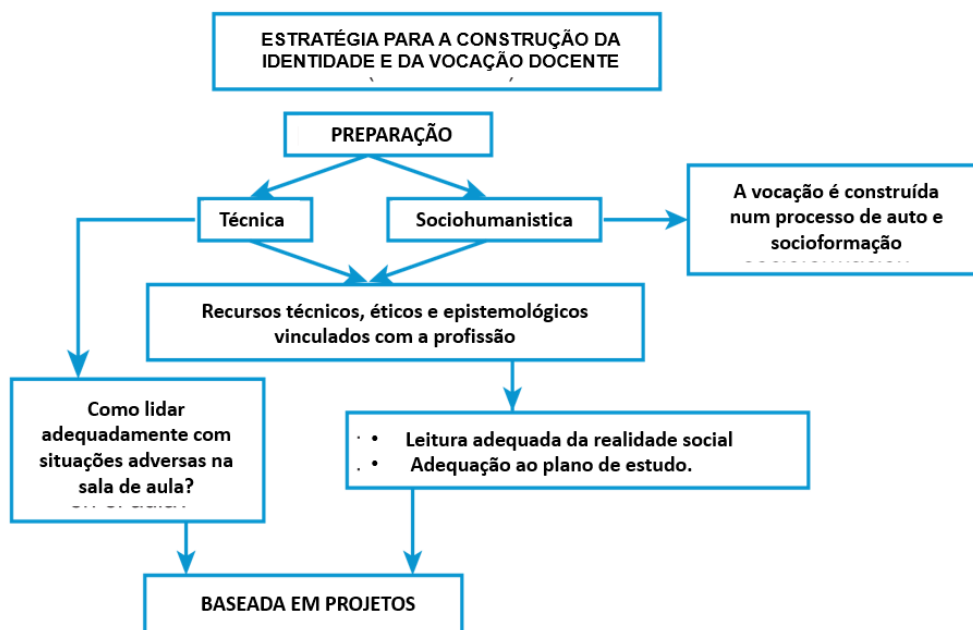 ESTRATÉGIA PARA A CONSTRUÇÃO DA
IDENTIDADE E DA VOCAÇÃO DOCENTE
PREPARAÇÃO
Técnica
Sociohumanistica
A vocação é construída
num processo de auto e
socioformação
Recursos técnicos, éticos e epistemológicos
vinculados com a profissão
Como lidar
adequadamente com
situações adversas na
sala de aula?
• Leitura adequada da realidade social
• Adequação ao plano de estudo.
BASEADA EM PROJETOS